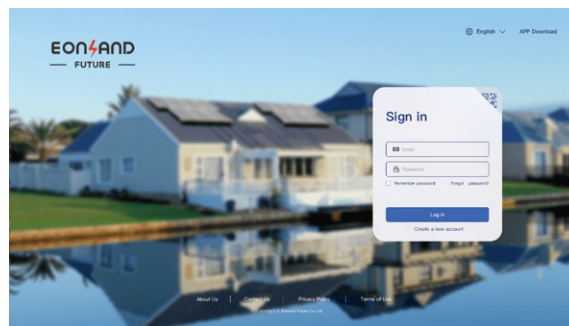 EONSAND
FUTURE
English
APP Download
Sign in
Email
Password
Remember password Forgot password?
Log in
Create a new account
About Us | Contact Us | Privacy Policy | Terms of Use